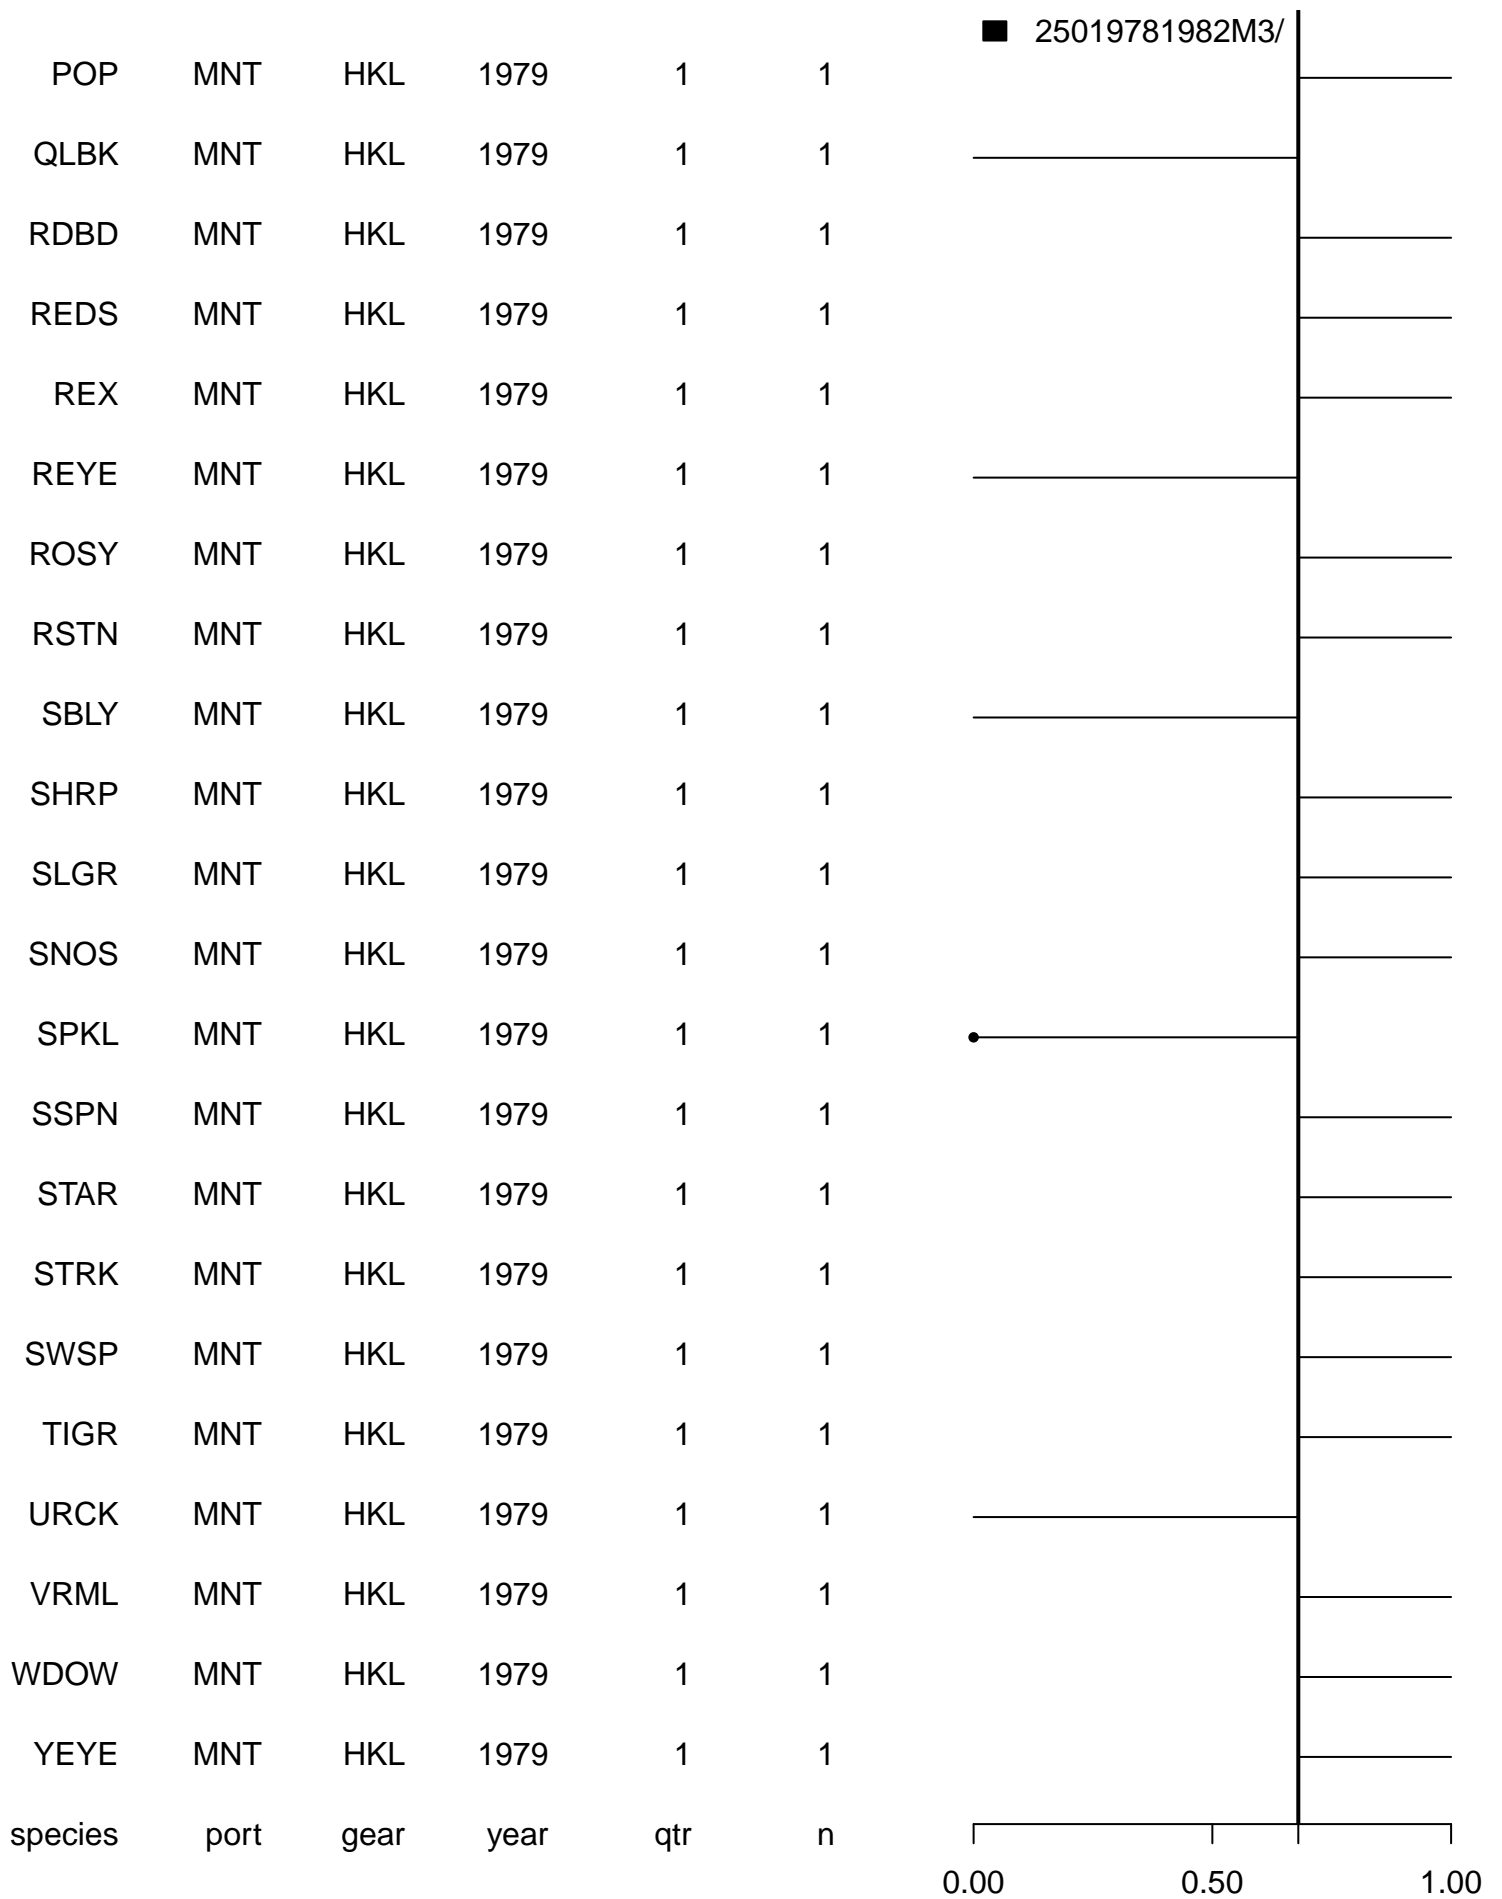 25019781982M3/
POP MNT HKL 1979 1 1
QLBK MNT HKL 1979 1 1
RDBD MNT HKL 1979 1 1
REDS MNT HKL 1979 1 1
REX MNT HKL 1979 1 1
REYE MNT HKL 1979 1 1
ROSY MNT HKL 1979 1 1
RSTN MNT HKL 1979 1 1
SBLY MNT HKL 1979 1 1
SHRP MNT HKL 1979 1 1
SLGR MNT HKL 1979 1 1
SNOS MNT HKL 1979 1 1
SPKL MNT HKL 1979 1 1
SSPN MNT HKL 1979 1 1
STAR MNT HKL 1979 1 1
STRK MNT HKL 1979 1 1
SWSP MNT HKL 1979 1 1
TIGR MNT HKL 1979 1 1
URCK MNT HKL 1979 1 1
VRML MNT HKL 1979 1 1
WDOW MNT HKL 1979 1 1
YEYE MNT HKL 1979 1 1
species port gear year qtr n
0.00 0.50 1.00